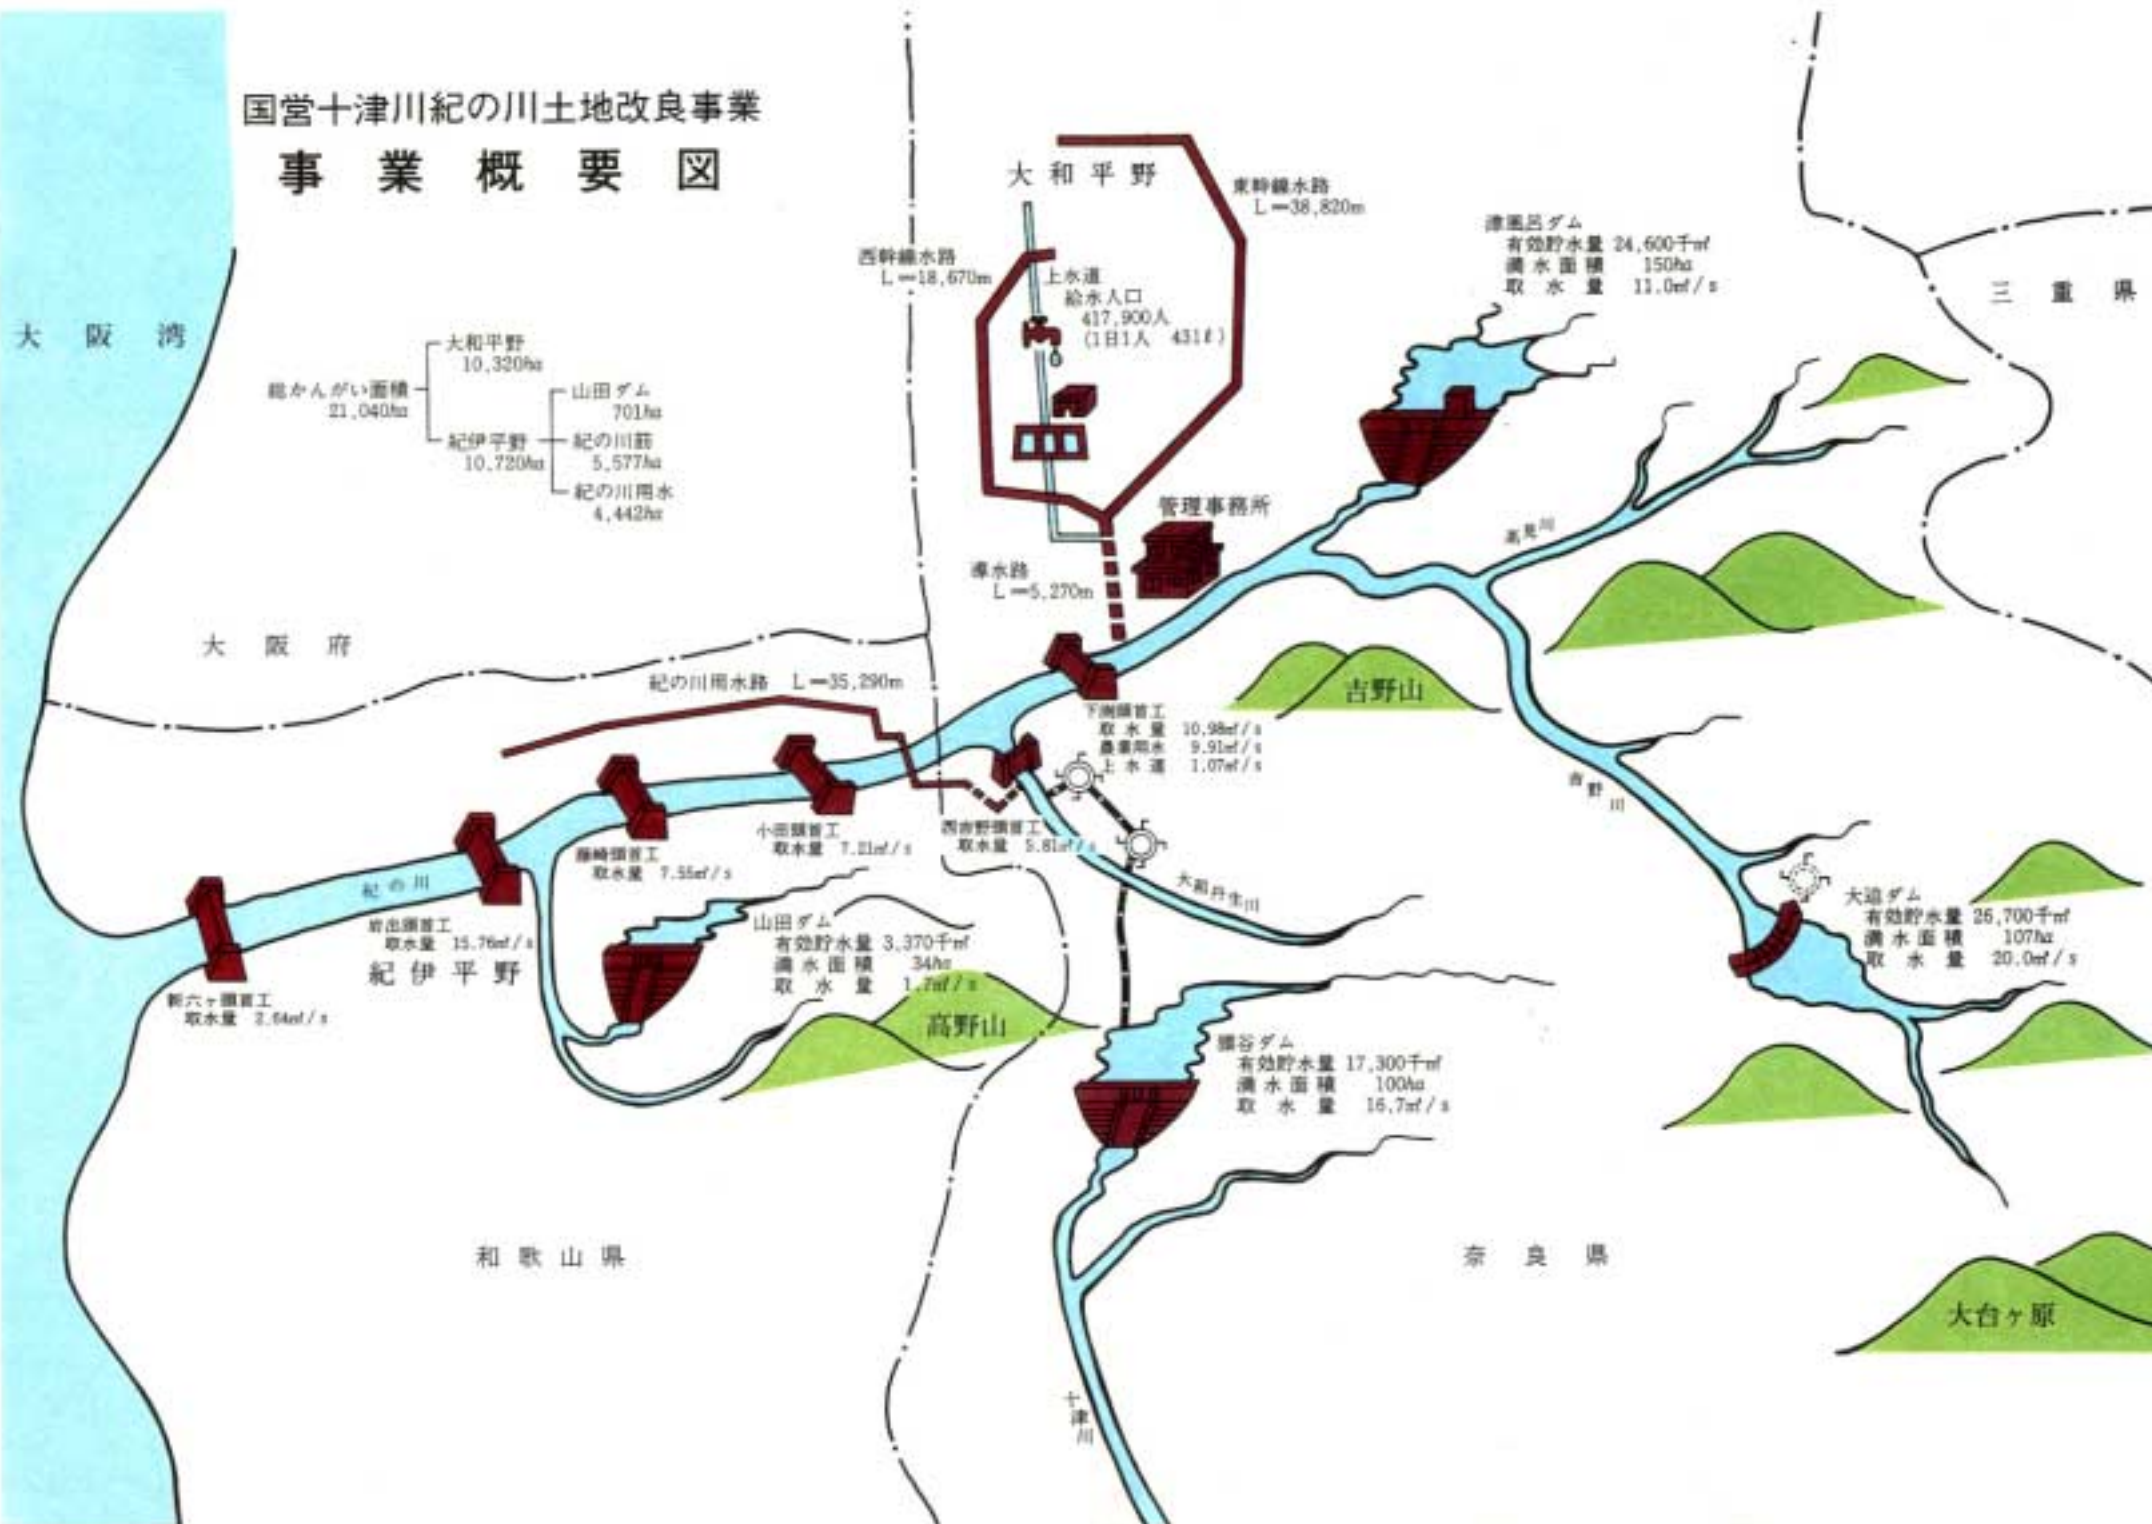 国営十津川紀の川土地改良事業
事業概要図
大和平野
東幹線水路
L=38,820m
西幹線水路
L=18,670m
上水道
給水人口
417,900人
(1日1人 431ℓ)
津風呂ダム
有効貯水量 24,600千㎥
満水面積 150ha
取水量 11.0㎥/s
三重県
大阪湾
総かんがい面積
21,040ha
大和平野
10,320ha
紀伊平野
10,720ha
山田ダム
701ha
紀の川筋
5,577ha
紀の川用水
4,442ha
管理事務所
高見川
導水路
L=5,270m
大阪府
紀の川用水路 L=35,290m
吉野山
下渕頭首工
取水量 10.98㎥/s
農業用水 9.91㎥/s
上水道 1.07㎥/s
吉野川
小田頭首工
取水量 7.21㎥/s
西吉野頭首工
取水量 5.81㎥/s
藤崎頭首工
取水量 7.55㎥/s
紀の川
岩出頭首工
取水量 15.76㎥/s
紀伊平野
新六ヶ頭首工
取水量 2.64㎥/s
山田ダム
有効貯水量 3,370千㎥
満水面積 34ha
取水量 1.7㎥/s
丹生川
大迫ダム
有効貯水量 26,700千㎥
満水面積 107ha
取水量 20.0㎥/s
高野山
猿谷ダム
有効貯水量 17,300千㎥
満水面積 100ha
取水量 16.7㎥/s
和歌山県
奈良県
大台ヶ原
十津川